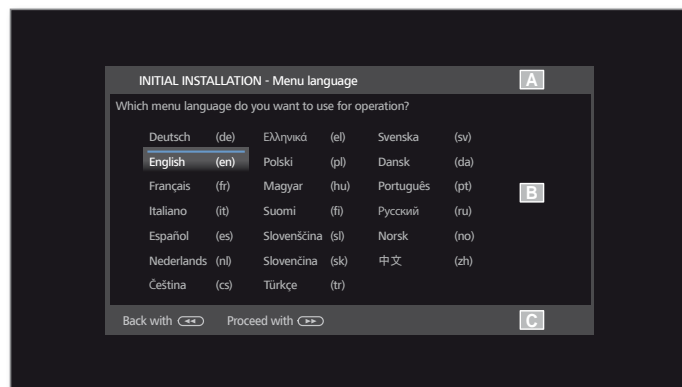 INITIAL INSTALLATION - Menu language A
Which menu language do you want to use for operation?
Deutsch (de) Ελληνικά (el) Svenska (sv)
English (en) Polski (pl) Dansk (da)
Français (fr) Magyar (hu) Português (pt) B
Italiano (it) Suomi (fi) Русский (ru)
Español (es) Slovenščina (sl) Norsk (no)
Nederlands (nl) Slovenčina (sk) 中文 (zh)
Čeština (cs) Türkçe (tr)
Back with Proceed with C